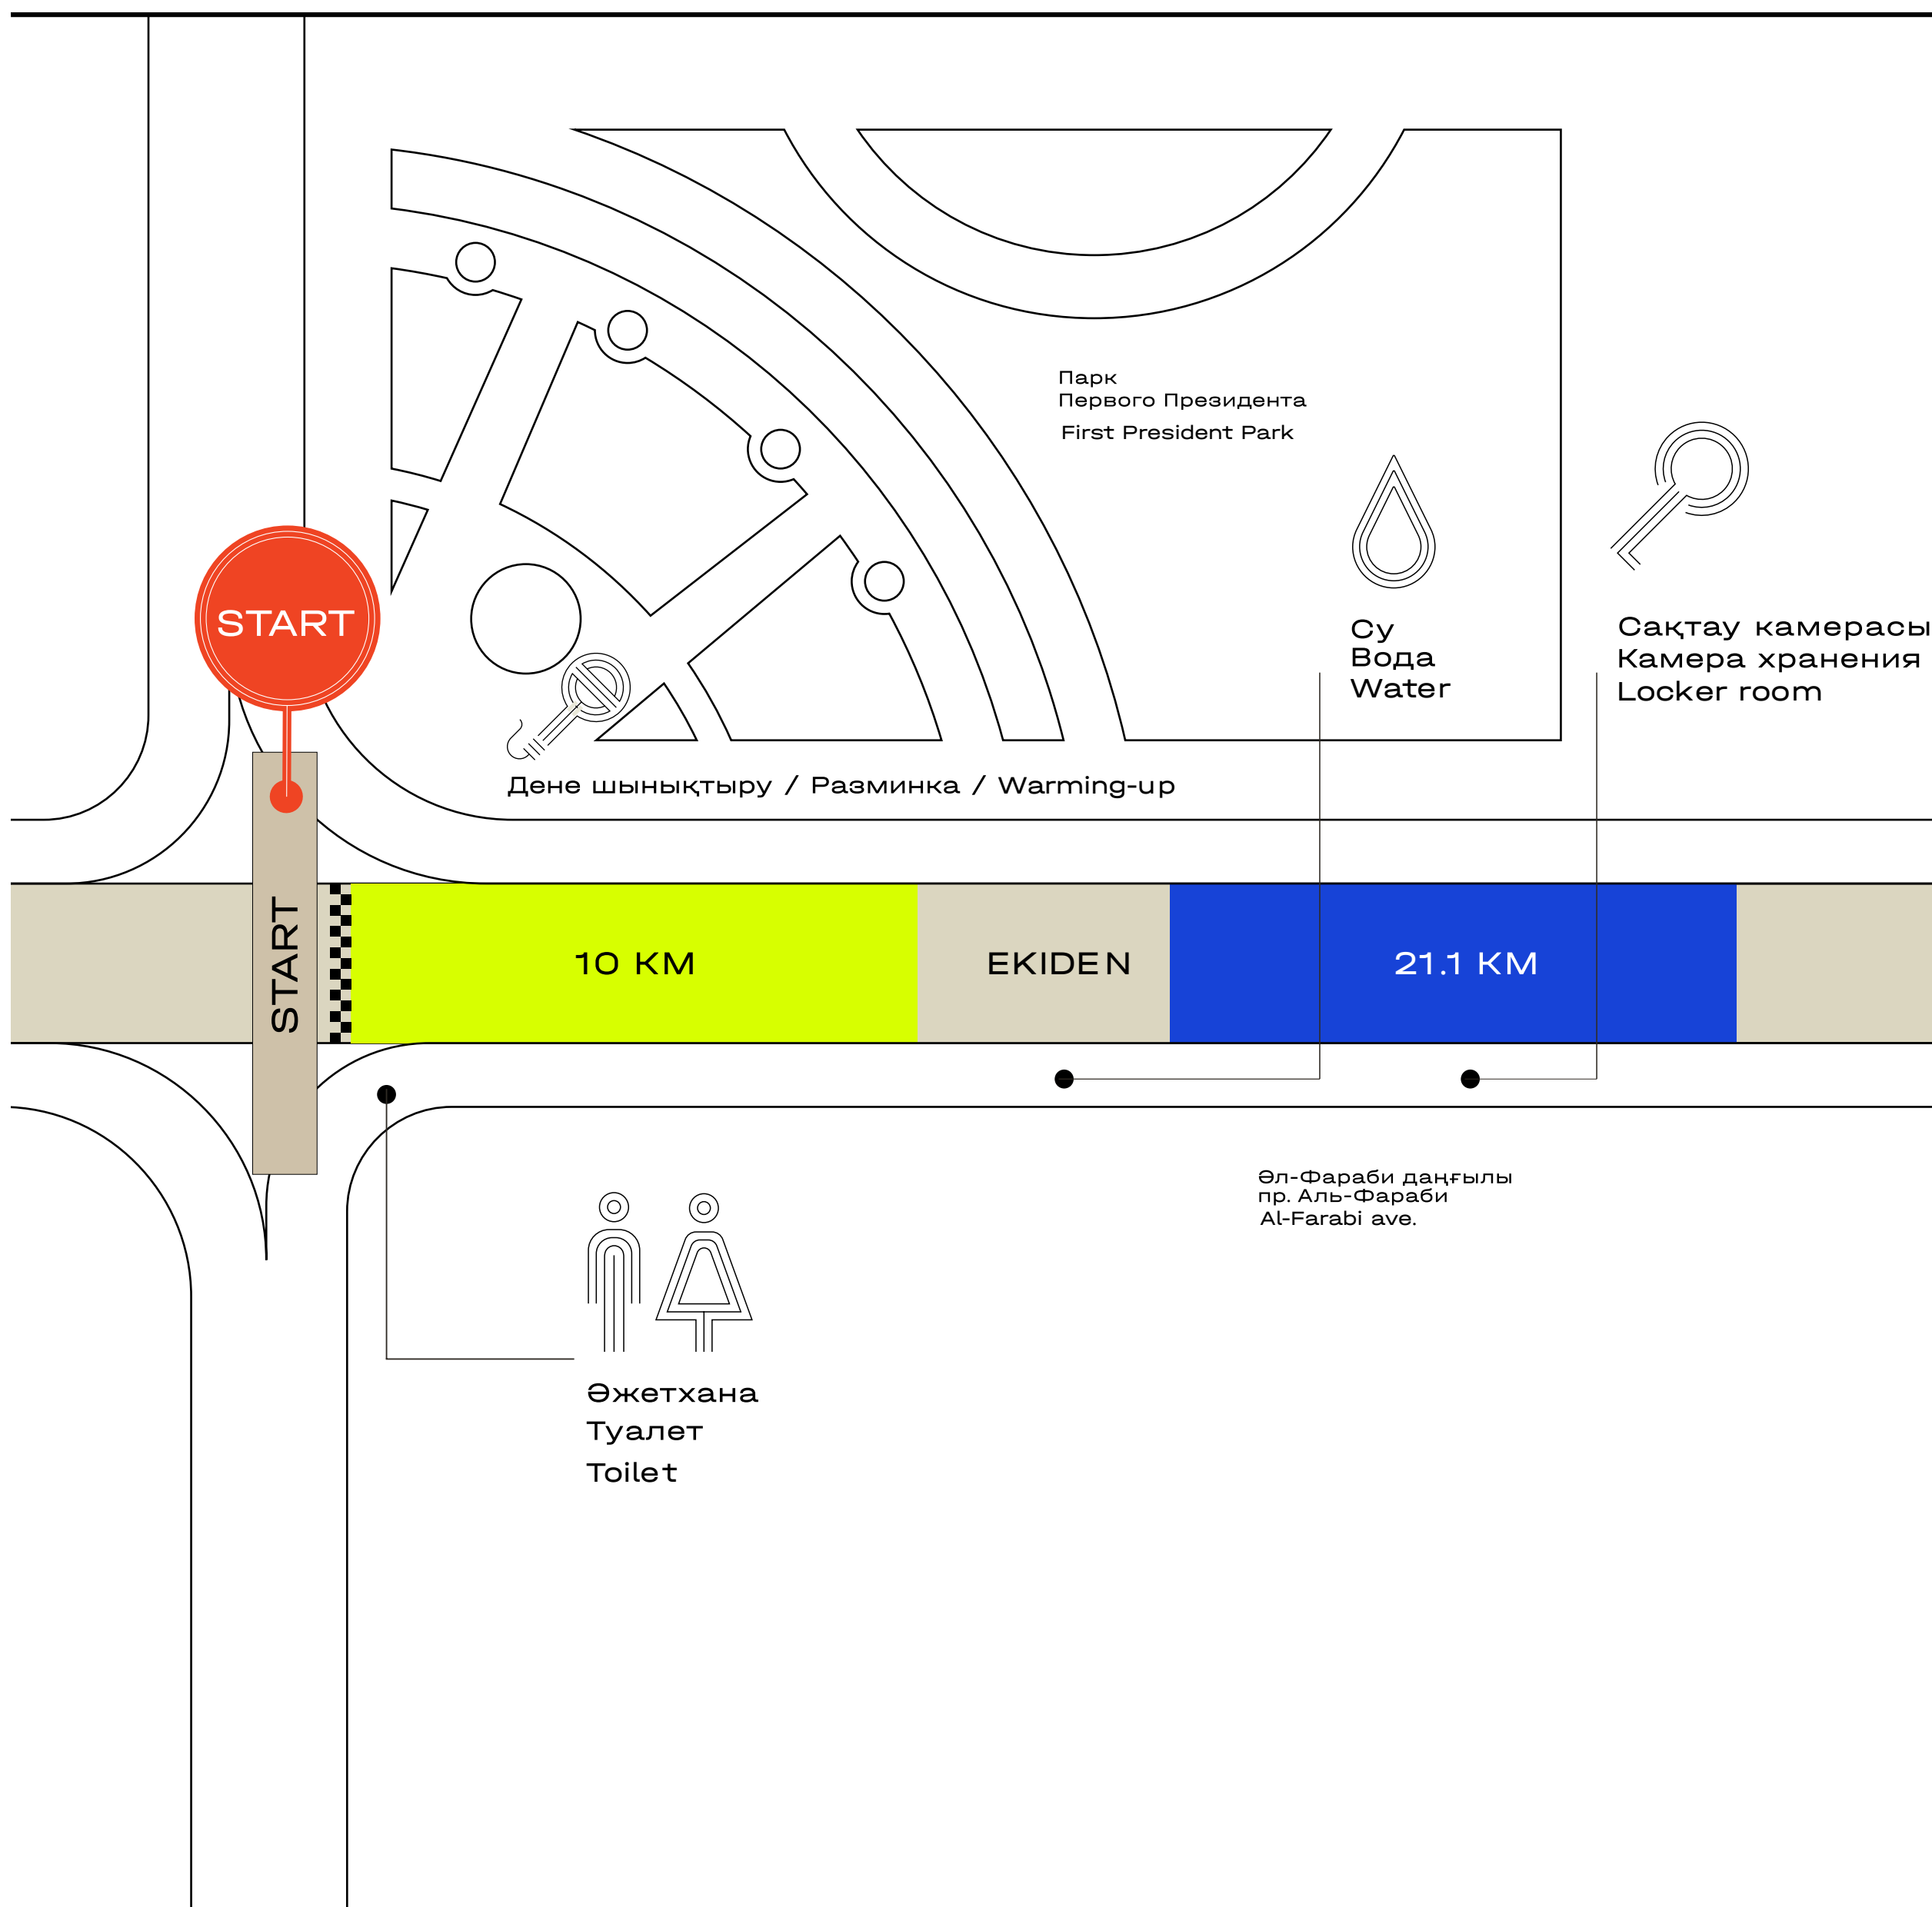 Парк
Первого Президента
First President Park
START
Су
Вода
Water
Сақтау камерасы
Камера хранения
Locker room
Дене шынықтыру / Разминка / Warming-up
START
10 KM
EKIDEN
21.1 KM
Әл-Фараби даңғылы
пр. Аль-Фараби
Al-Farabi ave.
Әжетхана
Туалет
Toilet